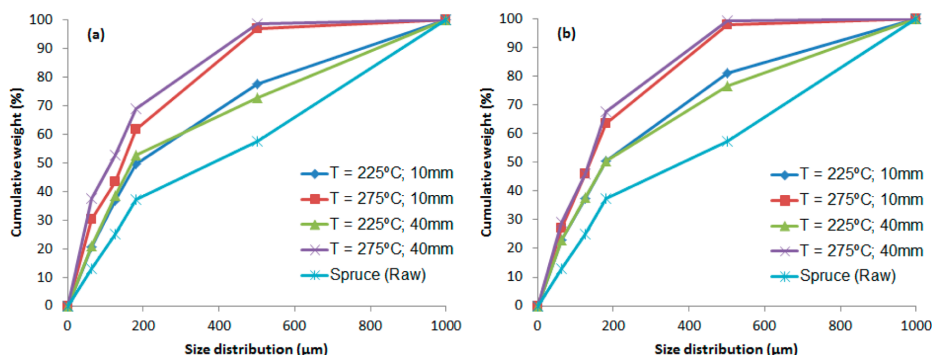 (a)
Cumulative weight (%)
100
90
80
70
60
50
40
30
20
10
0
T = 225ºC; 10mm
T = 275ºC; 10mm
T = 225ºC; 40mm
T = 275ºC; 40mm
Spruce (Raw)
0 200 400 600 800 1000
Size distribution (µm)
(b)
Cumulative weight (%)
100
90
80
70
60
50
40
30
20
10
0
T = 225ºC; 10mm
T = 275ºC; 10mm
T = 225ºC; 40mm
T = 275ºC; 40mm
Spruce (Raw)
0 200 400 600 800 1000
Size distribution (µm)